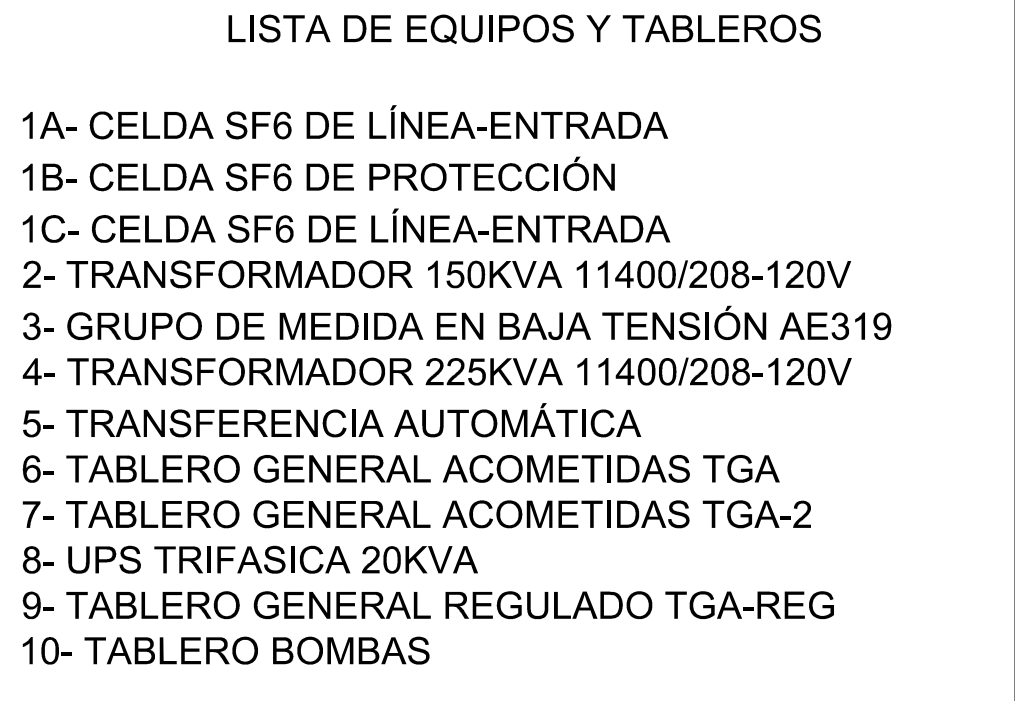 LISTA DE EQUIPOS Y TABLEROS
1A- CELDA SF6 DE LÍNEA-ENTRADA
1B- CELDA SF6 DE PROTECCIÓN
1C- CELDA SF6 DE LÍNEA-ENTRADA
2- TRANSFORMADOR 150KVA 11400/208-120V
3- GRUPO DE MEDIDA EN BAJA TENSIÓN AE319
4- TRANSFORMADOR 225KVA 11400/208-120V
5- TRANSFERENCIA AUTOMÁTICA
6- TABLERO GENERAL ACOMETIDAS TGA
7- TABLERO GENERAL ACOMETIDAS TGA-2
8- UPS TRIFASICA 20KVA
9- TABLERO GENERAL REGULADO TGA-REG
10- TABLERO BOMBAS